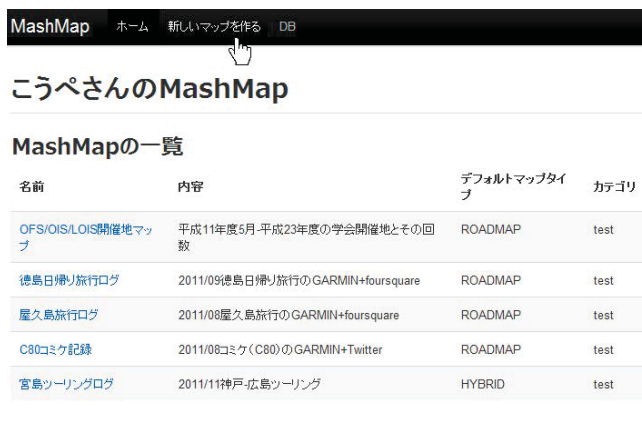 MashMap ホーム 新しいマップを作る DB
こうぺさんのMashMap
MashMapの一覧
名前 内容 デフォルトマップタイ
プ カテゴリ
OFS/OIS/LOIS開催地マッ
プ 平成11年度5月-平成23年度の学会開催地とその回
数 ROADMAP test
徳島日帰り旅行ログ 2011/09徳島日帰り旅行のGARMIN+foursquare ROADMAP test
屋久島旅行ログ 2011/08屋久島旅行のGARMIN+foursquare ROADMAP test
C80コミケ記録 2011/08コミケ(C80)のGARMIN+Twitter ROADMAP test
宮島ツーリングログ 2011/11神戸-広島ツーリング HYBRID test